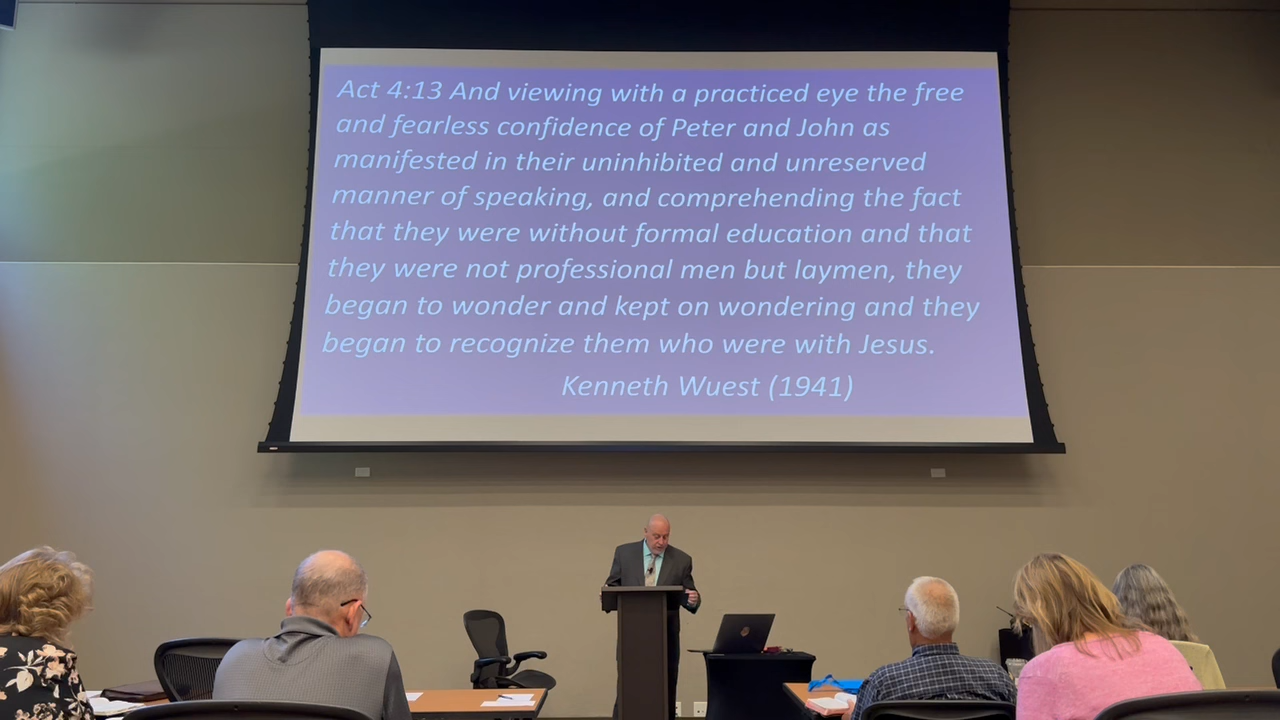 Act 4:13 And viewing with a practiced eye the free
and fearless confidence of Peter and John as
manifested in their uninhibited and unreserved
manner of speaking, and comprehending the fact
that they were without formal education and that
they were not professional men but laymen, they
began to wonder and kept on wondering and they
began to recognize them who were with Jesus.
Kenneth Wuest (1941)